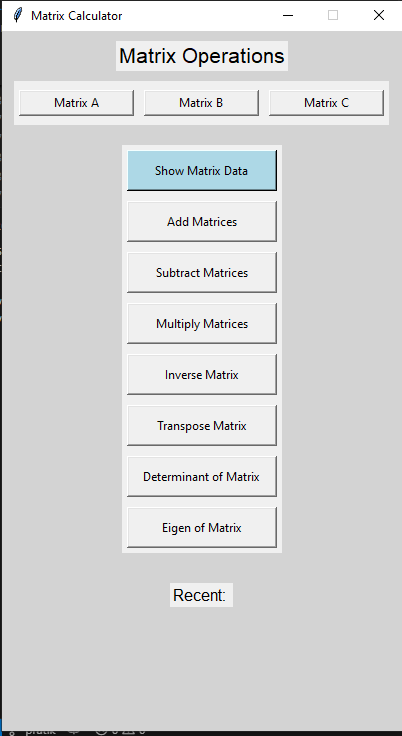 Matrix Calculator
Matrix Operations
Matrix A Matrix B Matrix C
Show Matrix Data
Add Matrices
Subtract Matrices
Multiply Matrices
Inverse Matrix
Transpose Matrix
Determinant of Matrix
Eigen of Matrix
Recent: